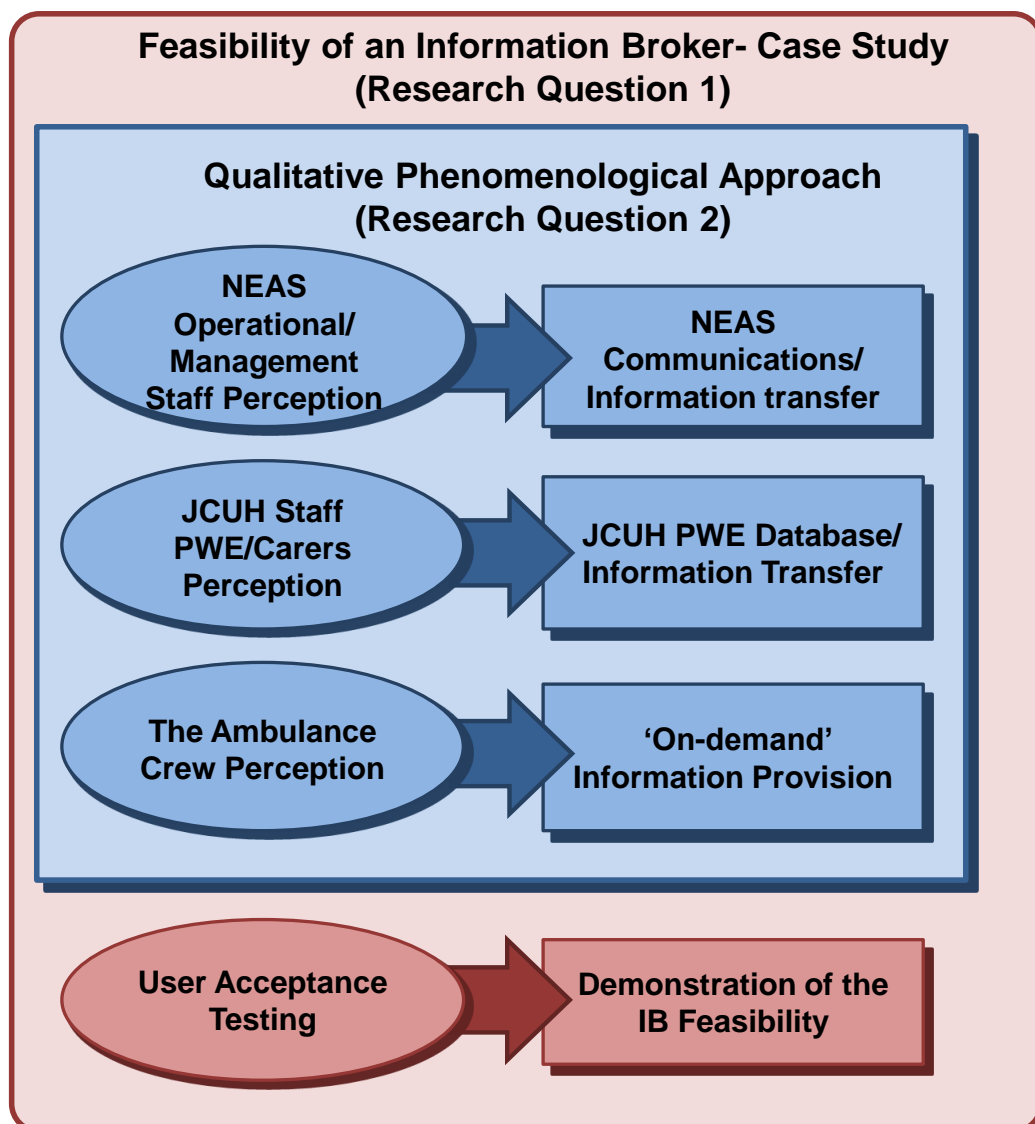 Feasibility of an Information Broker- Case Study
(Research Question 1)
Qualitative Phenomenological Approach
(Research Question 2)
NEAS
Operational/
Management
Staff Perception
NEAS
Communications/
Information transfer
JCUH Staff
PWE/Carers
Perception
JCUH PWE Database/
Information Transfer
The Ambulance
Crew Perception
‘On-demand’
Information Provision
User Acceptance
Testing
Demonstration of the
IB Feasibility